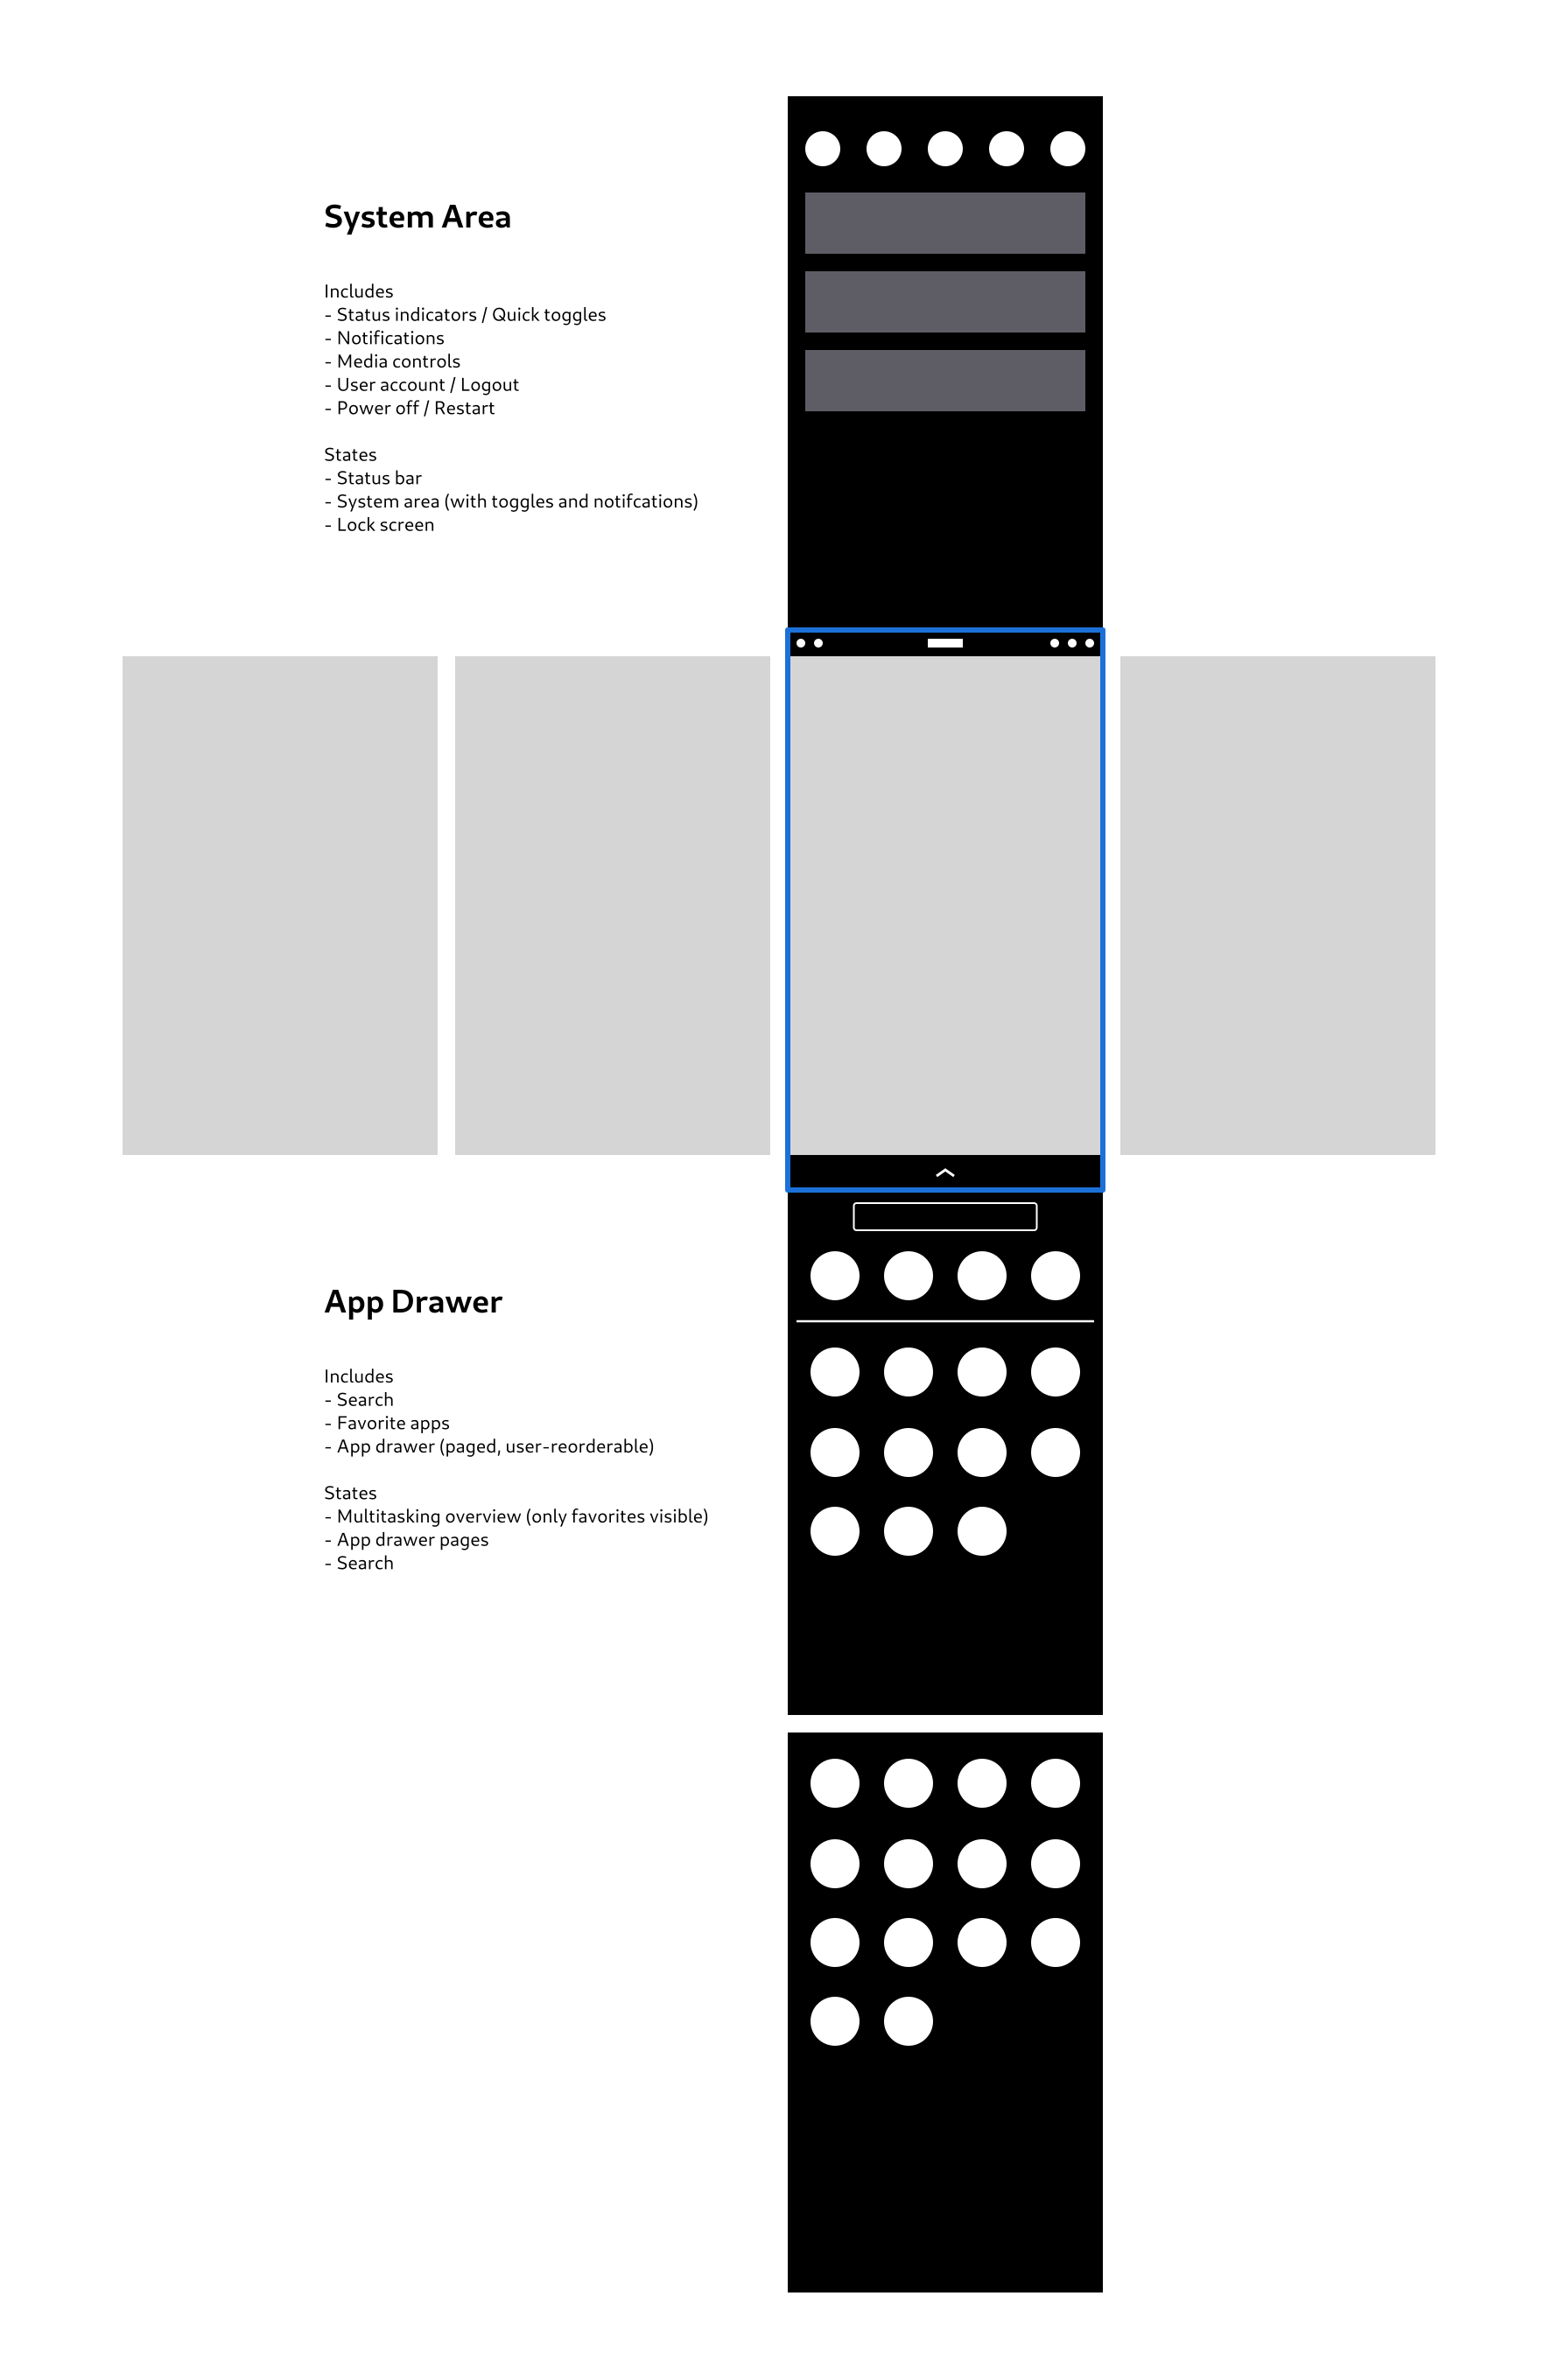 System Area
Includes
- Status indicators / Quick toggles
- Notifications
- Media controls
- User account / Logout
- Power off / Restart
States
- Status bar
- System area (with toggles and notifcations)
- Lock screen
App Drawer
Includes
- Search
- Favorite apps
- App drawer (paged, user-reorderable)
States
- Multitasking overview (only favorites visible)
- App drawer pages
- Search